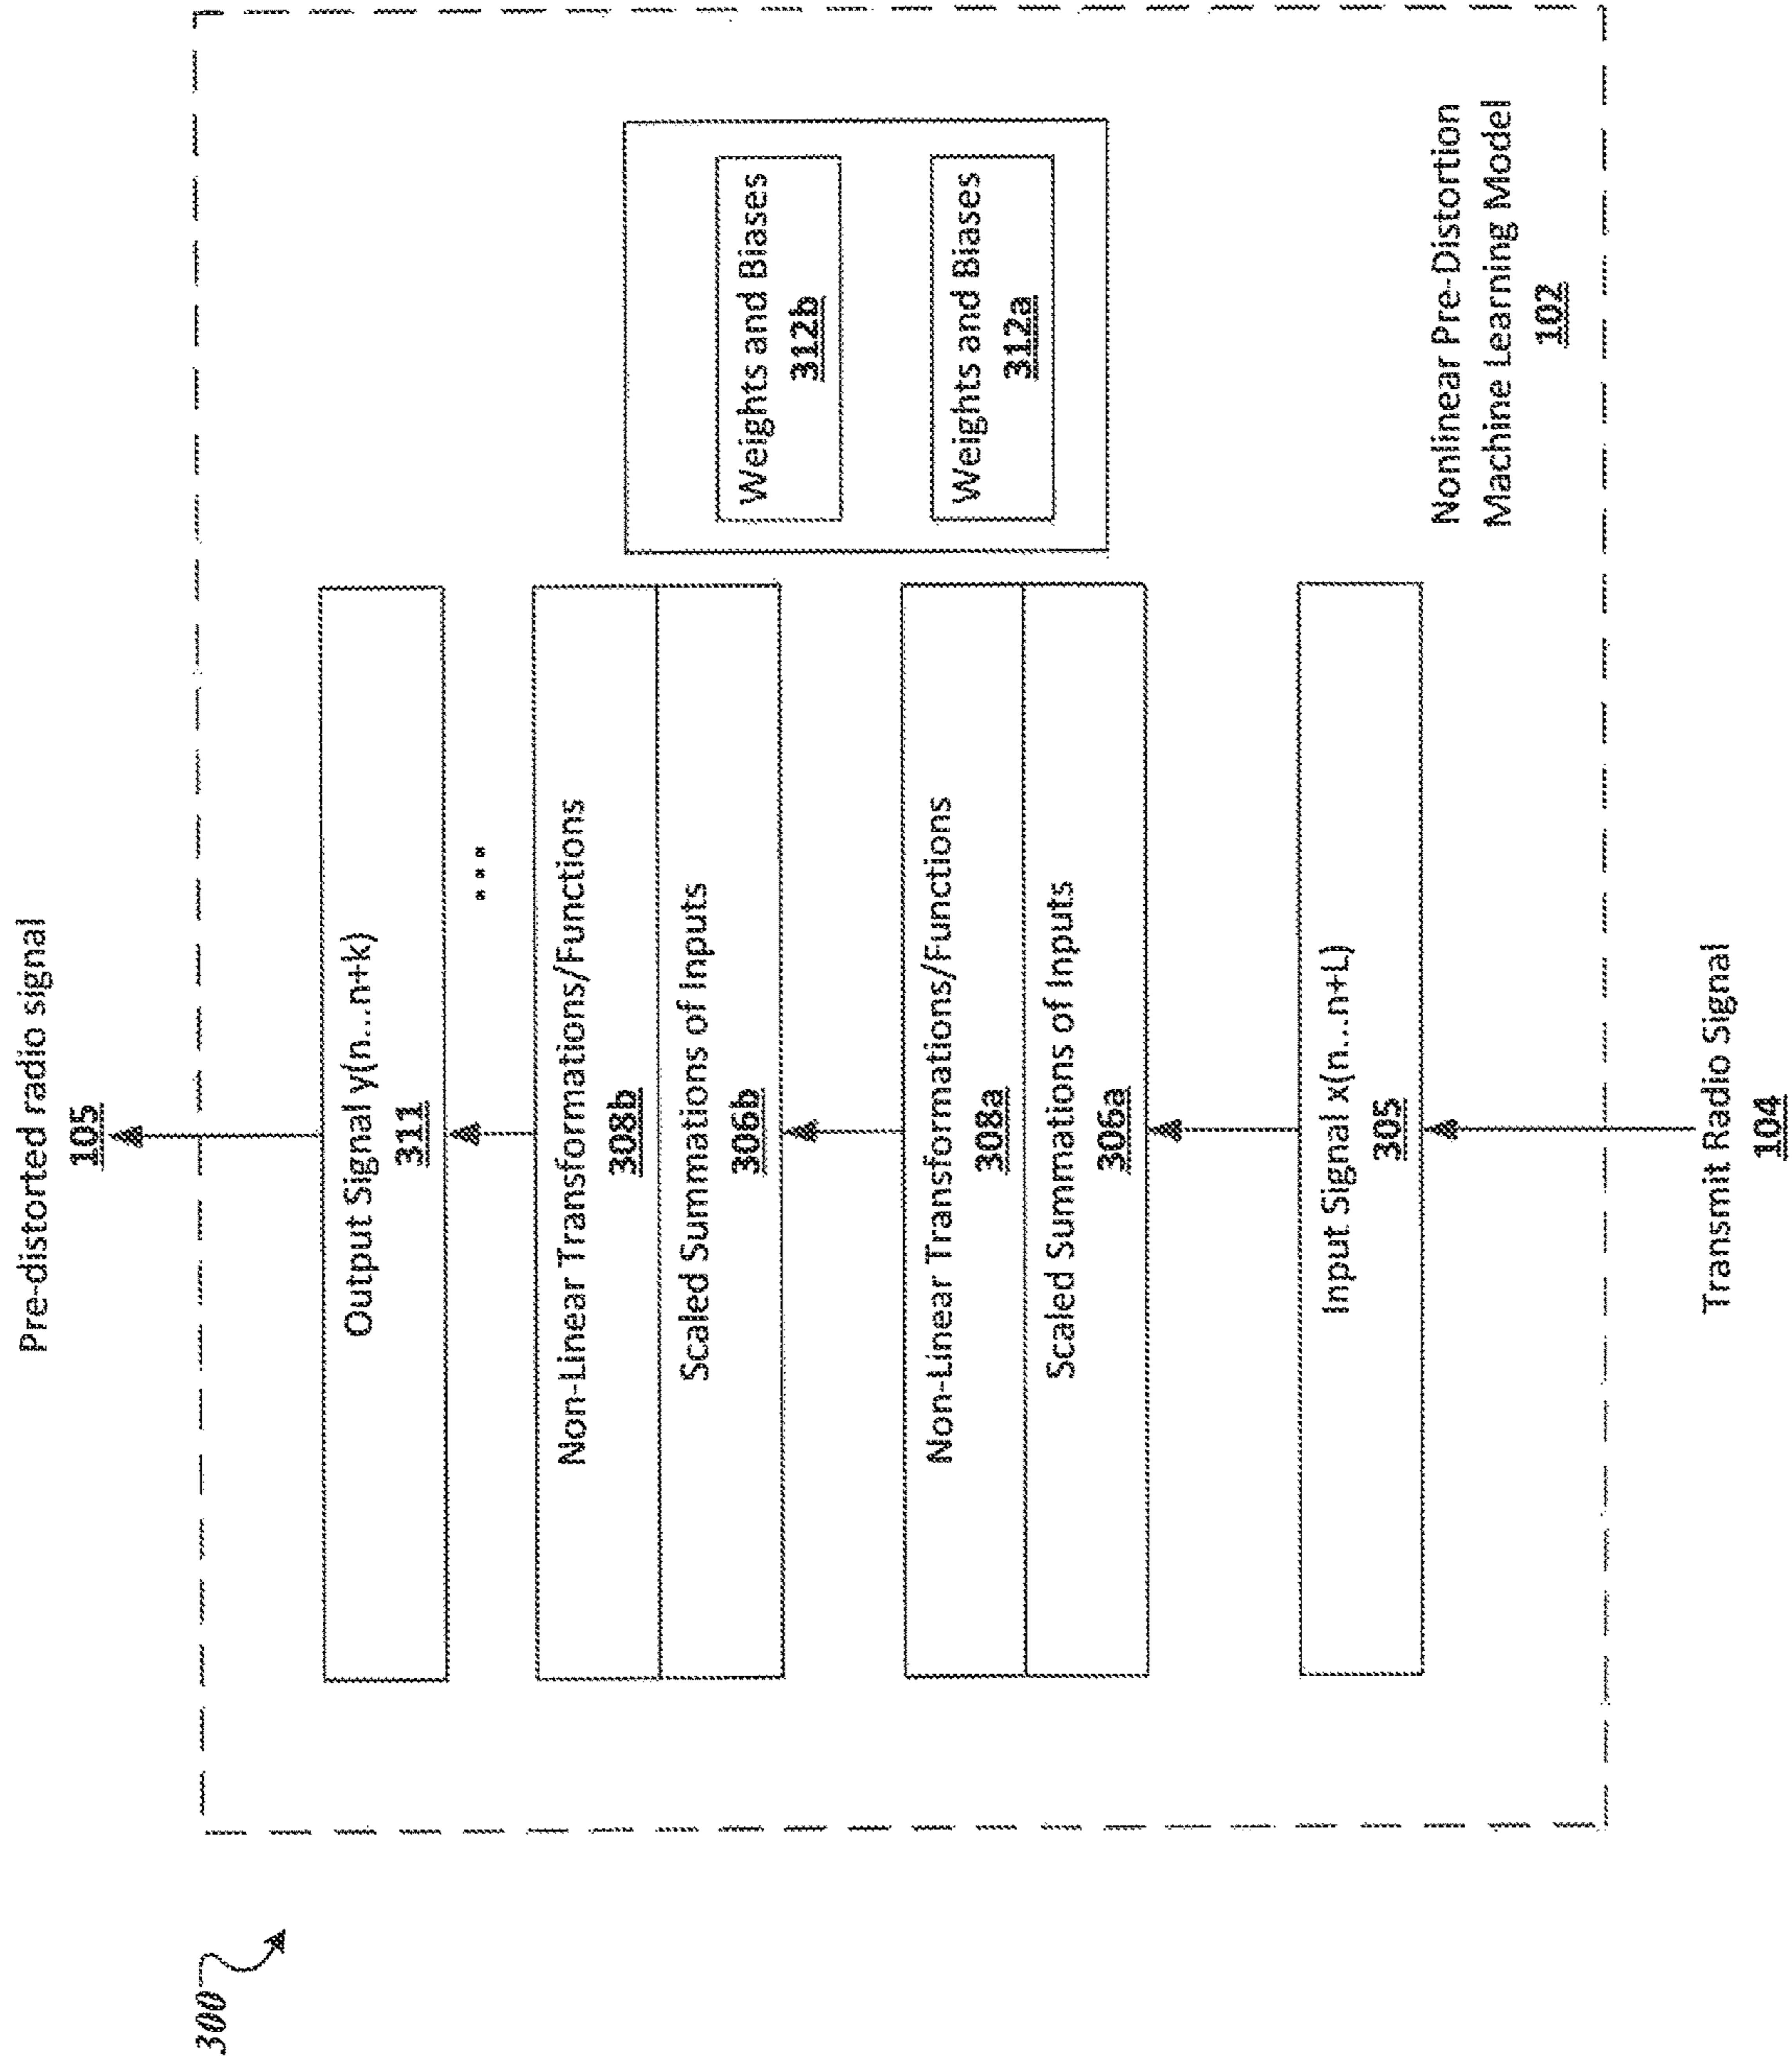 300
Pre-distorted radio signal
105
Output Signal y(n...n+k)
311
...
Non-Linear Transformations/Functions
308b
Scaled Summations of Inputs
306b
Non-Linear Transformations/Functions
308a
Scaled Summations of Inputs
306a
Input Signal x(n...n+L)
305
Weights and Biases
312b
Weights and Biases
312a
Nonlinear Pre-Distortion
Machine Learning Model
102
Transmit Radio Signal
104